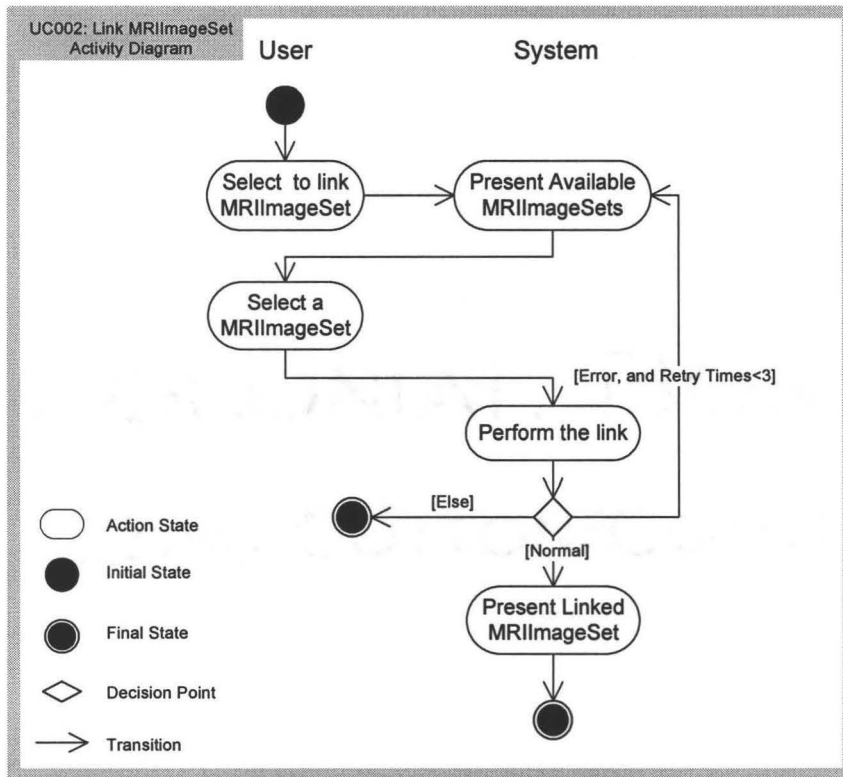 UC002: Link MRIImageSet
Activity Diagram
User
System
Select to link
MRIImageSet
Present Available
MRIImageSets
Select a
MRIImageSet
[Error, and Retry Times<3]
Perform the link
[Else]
[Normal]
Present Linked
MRIImageSet
Action State
Initial State
Final State
Decision Point
Transition